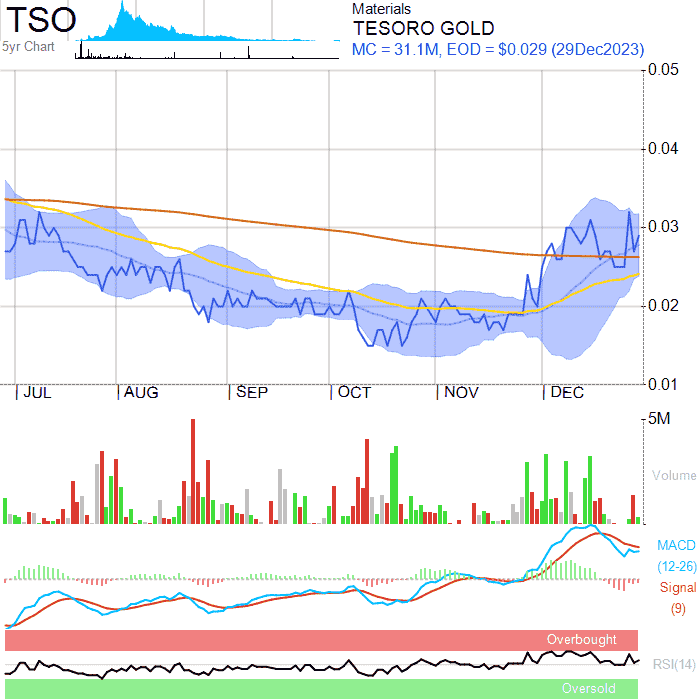 TSO
5yr Chart
Materials
TESORO GOLD
MC = 31.1M, EOD = $0.029 (29Dec2023)
0.05
0.04
0.03
0.02
0.01
JUL AUG SEP OCT NOV DEC
5M
Volume
MACD
(12-26)
Signal
(9)
Overbought
RSI(14)
Oversold